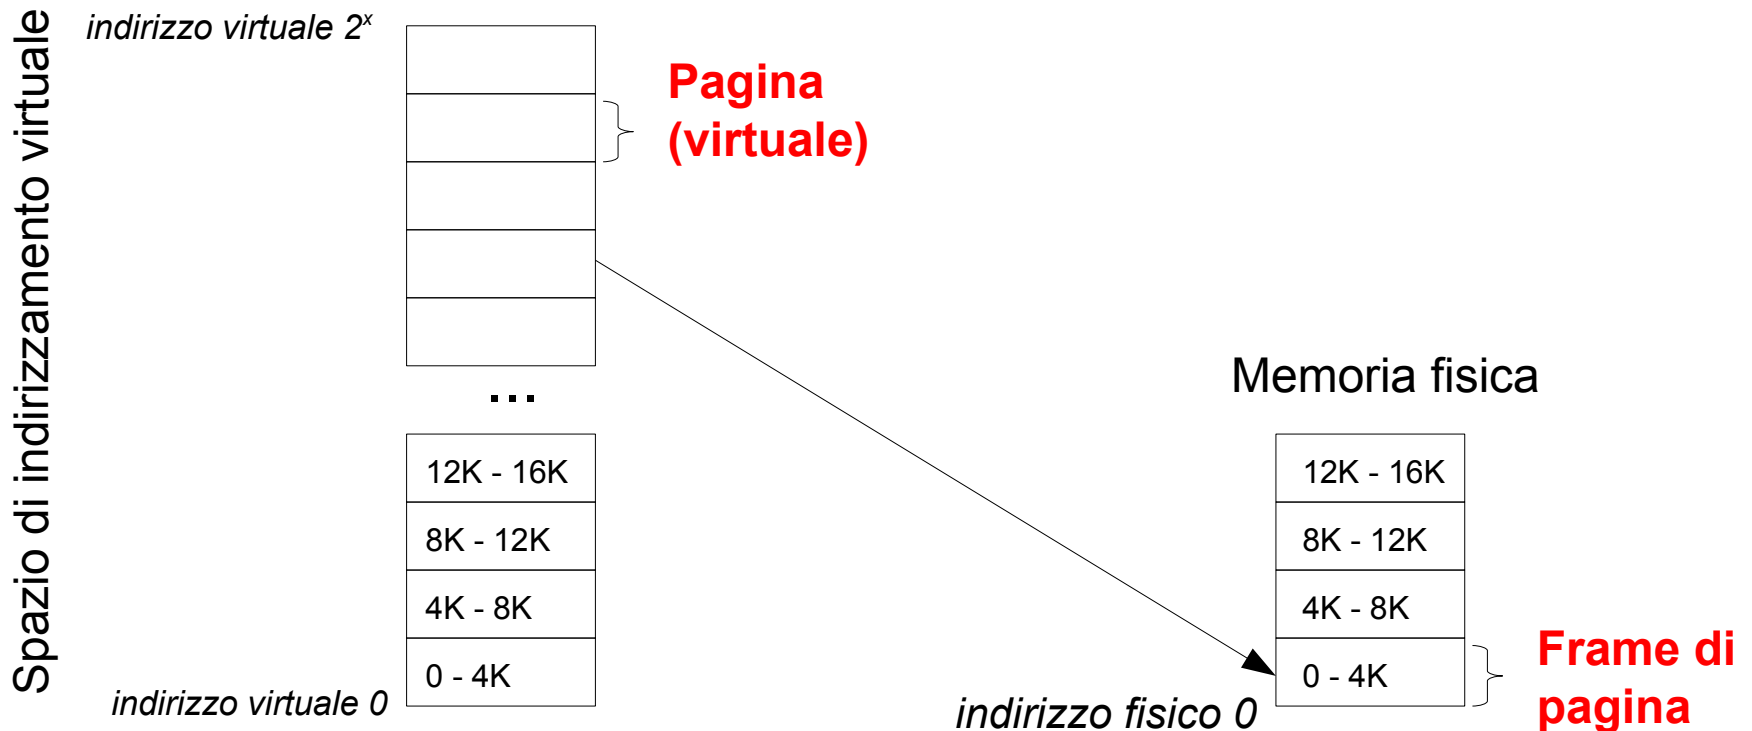 Spazio di indirizzamento virtuale
indirizzo virtuale 2ˣ
Pagina
(virtuale)
...
12K - 16K
8K - 12K
4K - 8K
0 - 4K
indirizzo virtuale 0
Memoria fisica
12K - 16K
8K - 12K
4K - 8K
0 - 4K
indirizzo fisico 0
Frame di
pagina